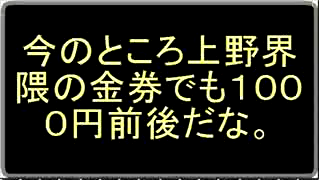 今のところ上野界
隈の金券でも１００
０円前後だな。